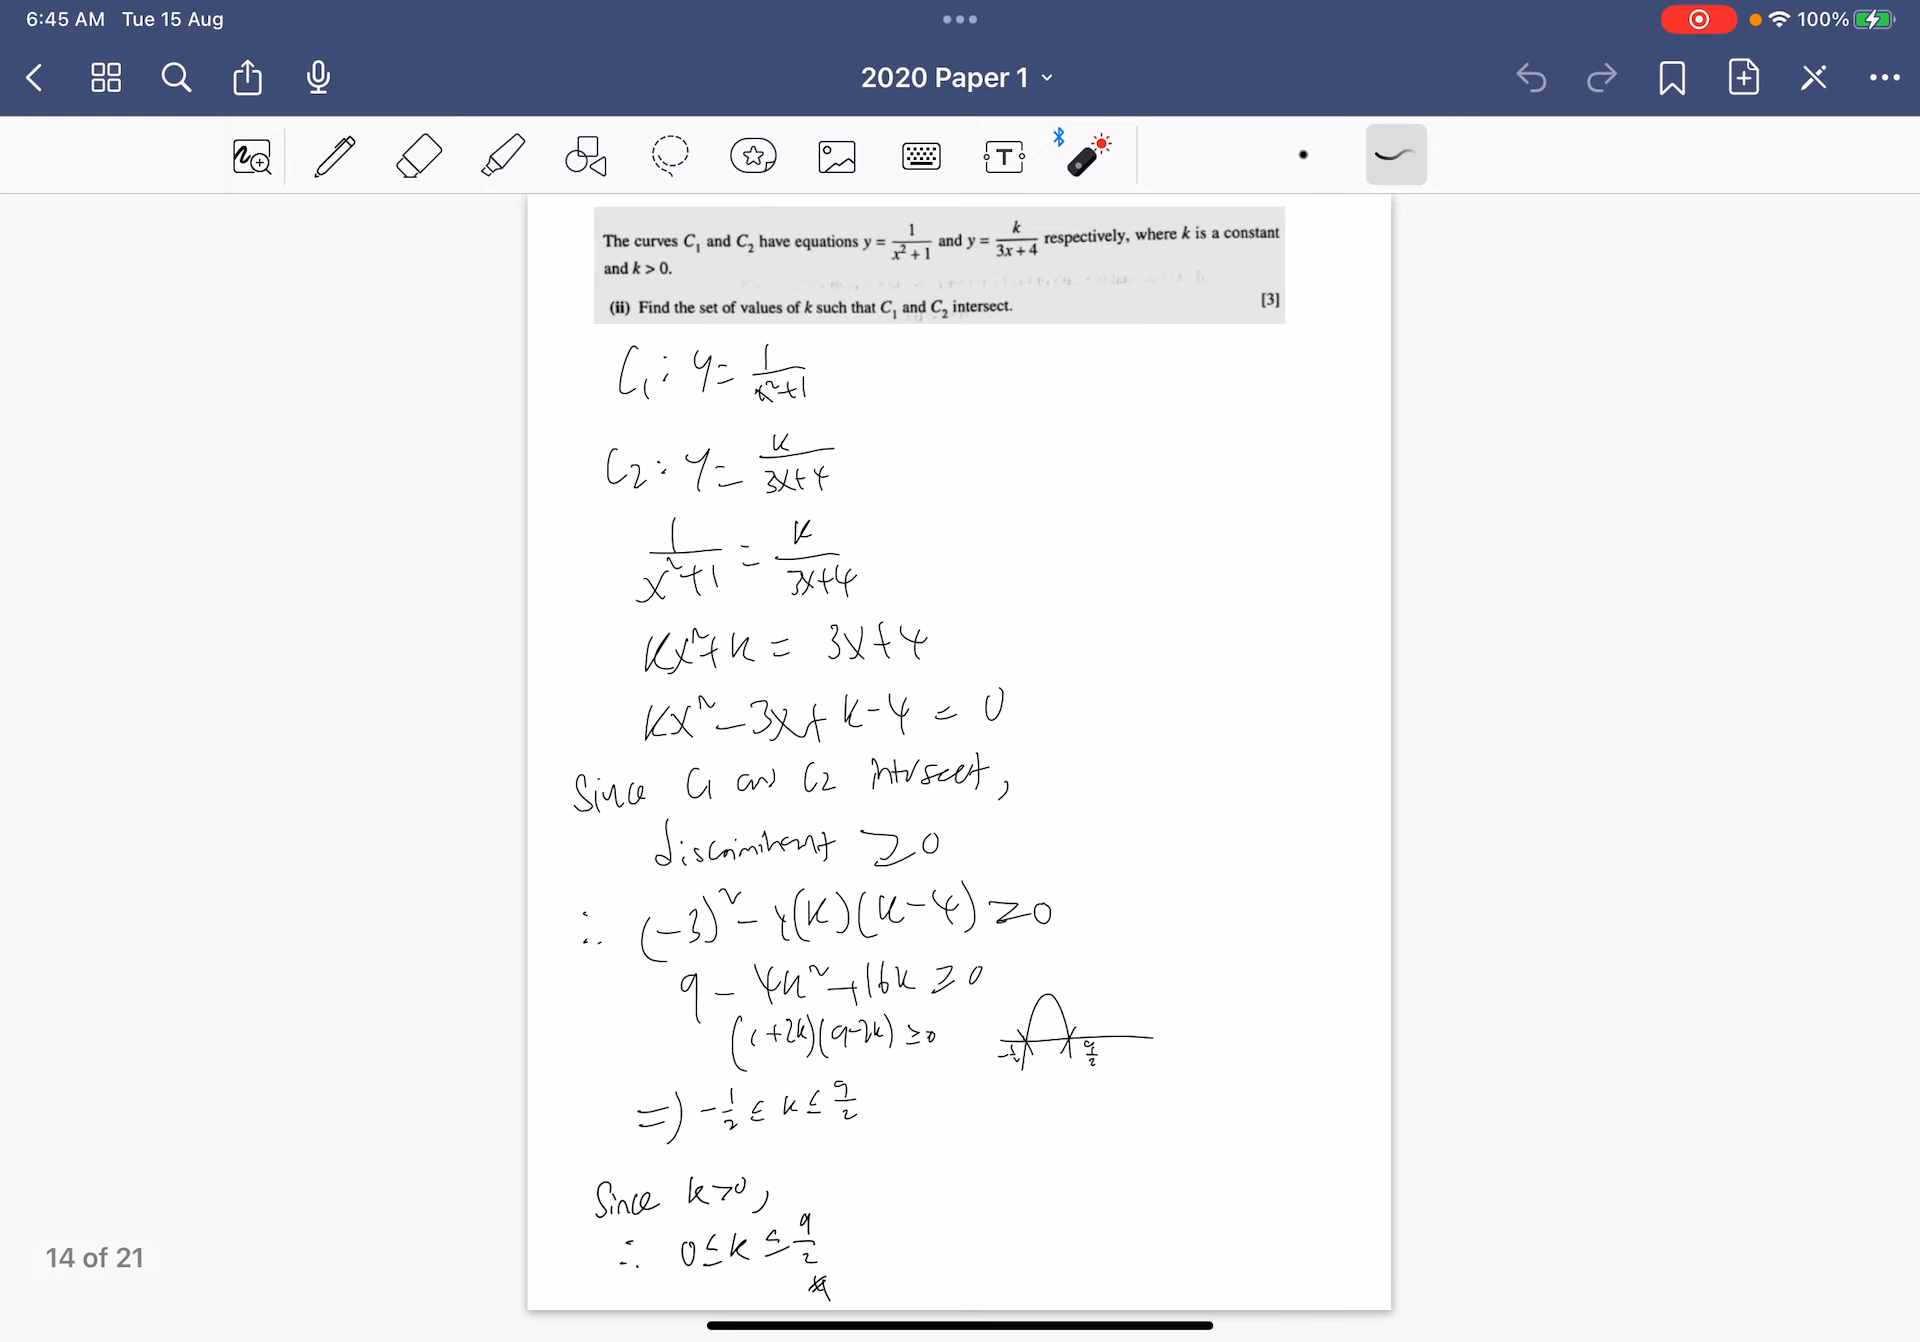 6:45 AM Tue 15 Aug
100%
2020 Paper 1
T
The curves C₁ and C₂ have equations y = 1/(x² + 1) and y = k/(3x + 4) respectively, where k is a constant
and k > 0.
(ii) Find the set of values of k such that C₁ and C₂ intersect. [3]
C₁: y = 1/(x²+1)
C₂: y = k/(3x+4)
1/(x²+1) = k/(3x+4)
kx²+k = 3x+4
kx² – 3x + k – 4 = 0
Since C₁ and C₂ intersect,
discriminant ≥ 0
∴ (–3)² – 4(k)(k–4) ≥ 0
9 – 4k² + 16k ≥ 0
(1+2k)(9–2k) ≥ 0
-1/2 9/2
=) -1/2 ≤ k ≤ 9/2
Since k>0,
∴ 0 ≤ k ≤ 9/2
14 of 21